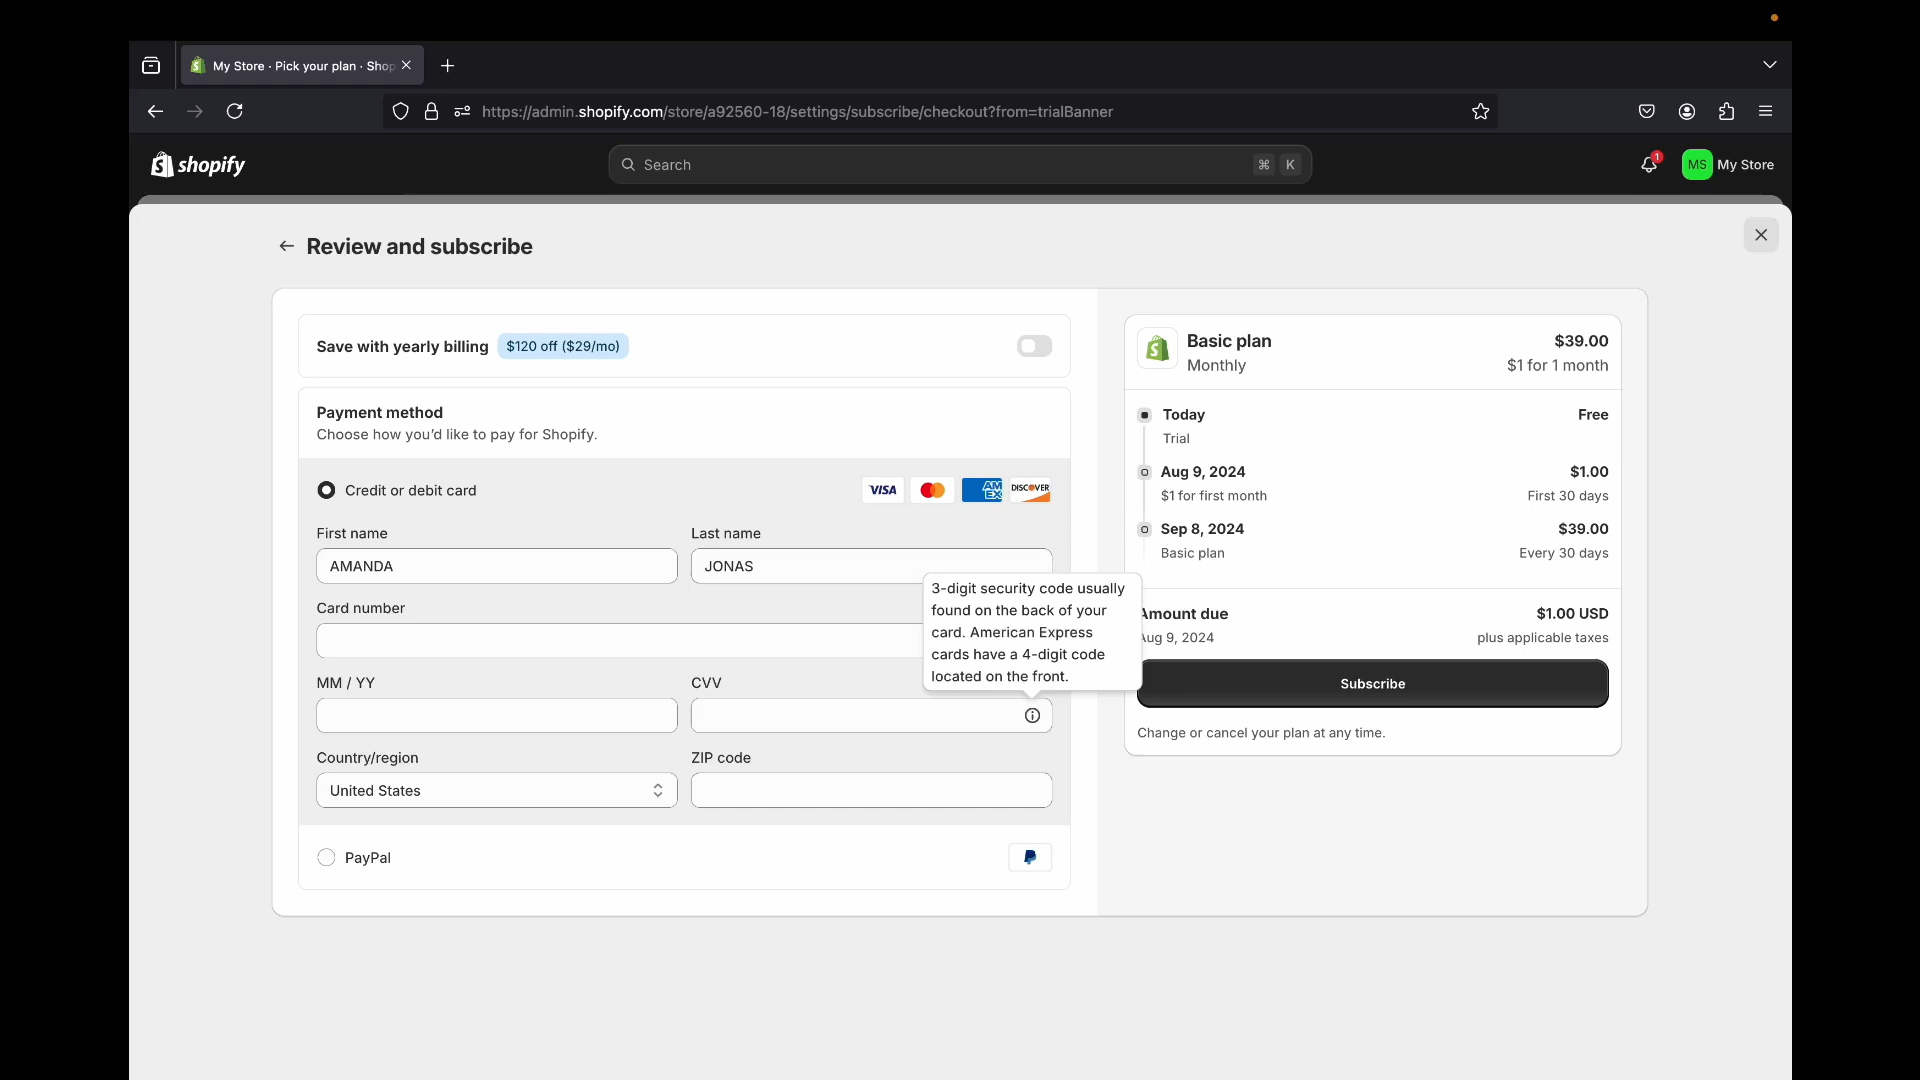 My Store · Pick your plan · Shop
https://admin.shopify.com/store/a92560-18/settings/subscribe/checkout?from=trialBanner
shopify
Search
⌘ K
1
MS My Store
Review and subscribe
Save with yearly billing $120 off ($29/mo)
Payment method
Choose how you'd like to pay for Shopify.
Credit or debit card
VISA
AM EX
DISCOVER
First name
Last name
AMANDA
JONAS
Card number
3-digit security code usually
found on the back of your
card. American Express
cards have a 4-digit code
located on the front.
MM / YY
CVV
Country/region
ZIP code
United States
PayPal
Basic plan $39.00
Monthly $1 for 1 month
Today Free
Trial
Aug 9, 2024 $1.00
$1 for first month First 30 days
Sep 8, 2024 $39.00
Basic plan Every 30 days
Amount due $1.00 USD
Aug 9, 2024 plus applicable taxes
Subscribe
Change or cancel your plan at any time.